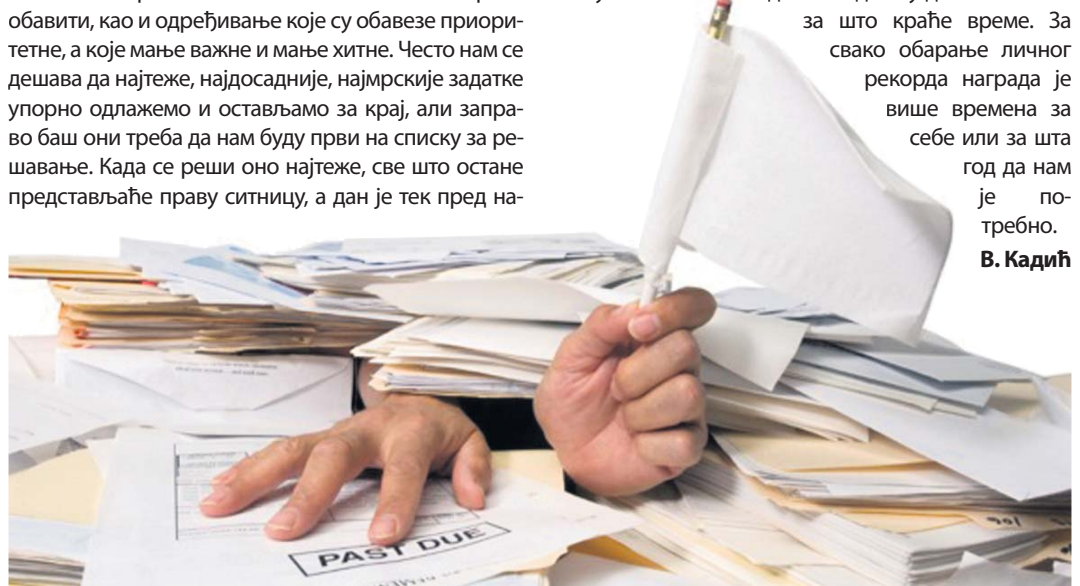 обавити, као и одређивање које су обавезе приори-
тетне, а које мање важне и мање хитне. Често нам се
дешава да најтеже, најдосадније, најмрскије задатке
упорно одлажемо и остављамо за крај, али запра-
во баш они треба да нам буду први на списку за ре-
шавање. Када се реши оно најтеже, све што остане
представљаће праву ситницу, а дан је тек пред на-
за што краће време. За
свако обарање личног
рекорда награда је
више времена за
себе или за шта
год да нам
је по-
требно.
В. Кадић
PAST DUE